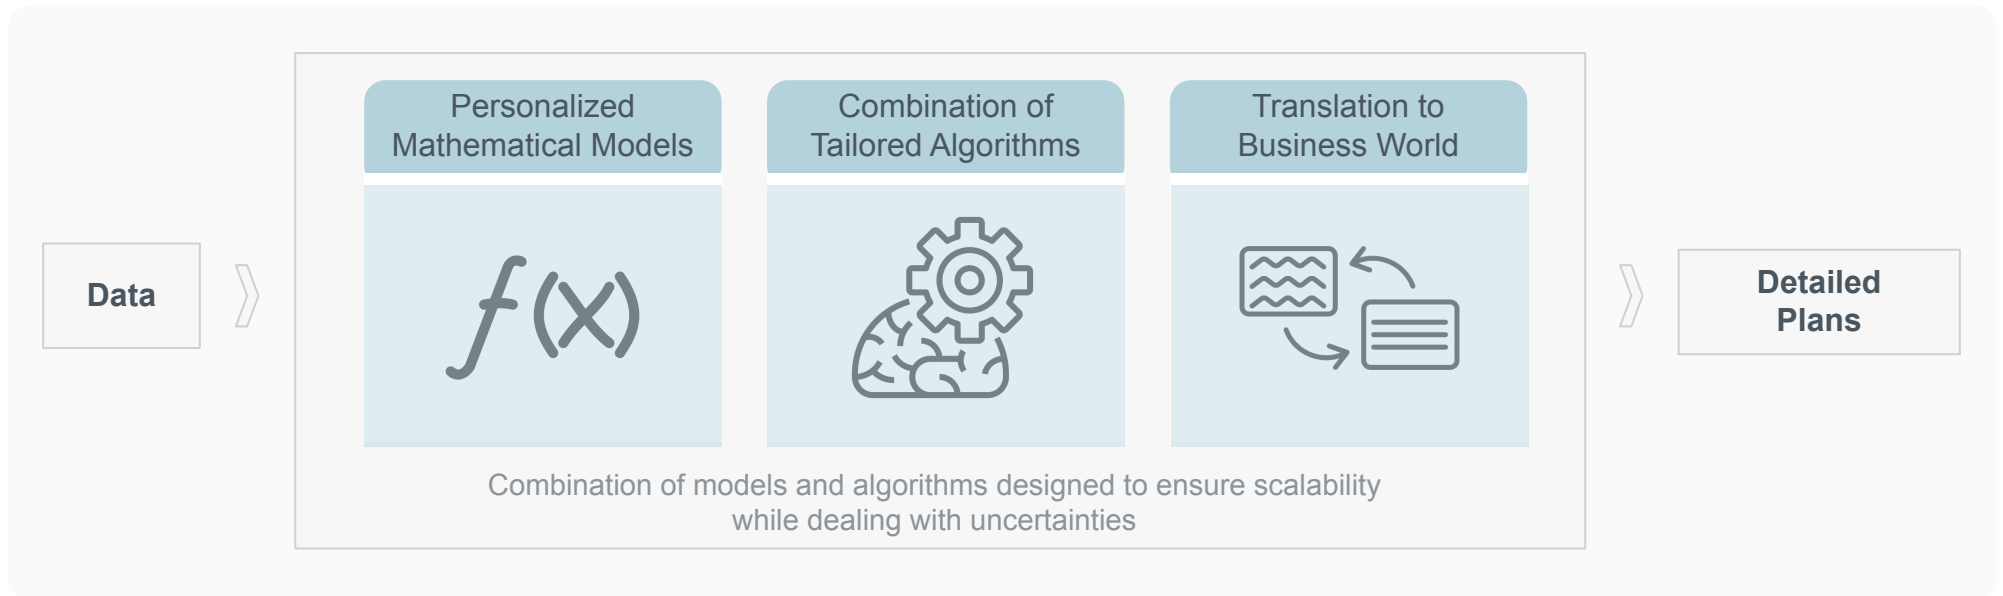 Data
Personalized
Mathematical Models
f(x)
Combination of
Tailored Algorithms
Translation to
Business World
Combination of models and algorithms designed to ensure scalability
while dealing with uncertainties
Detailed
Plans